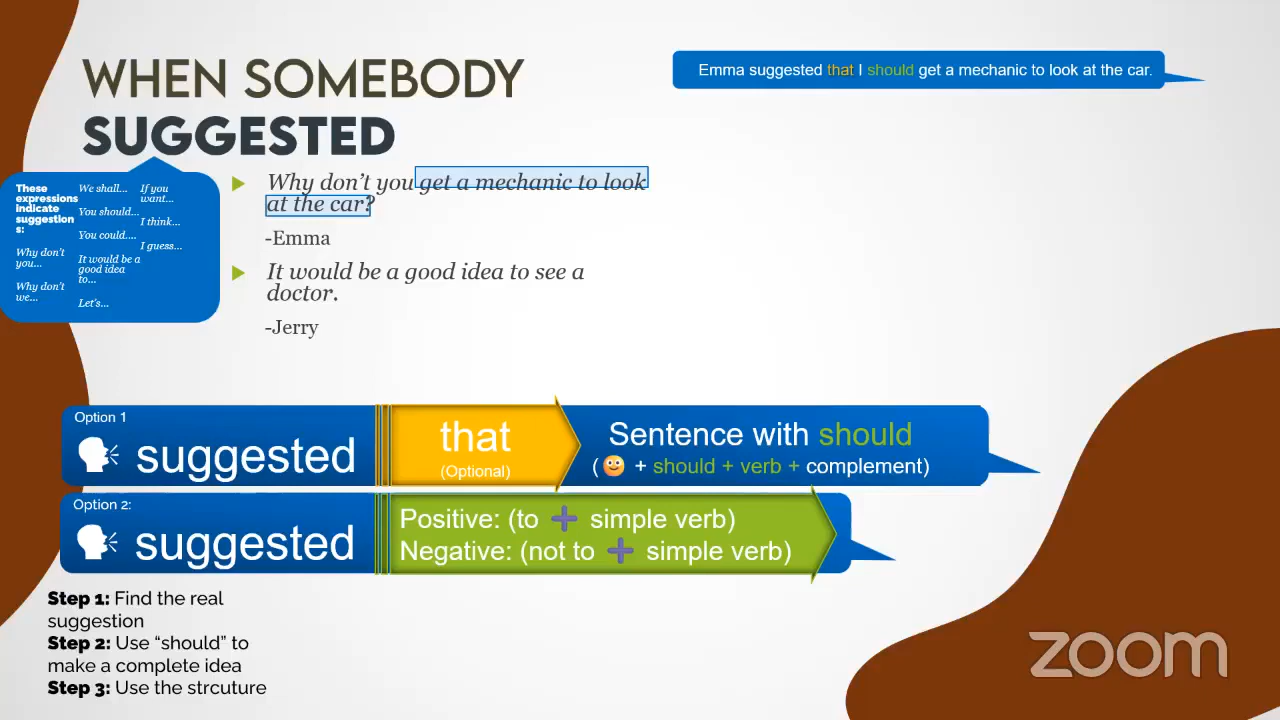 WHEN SOMEBODY
SUGGESTED
Emma suggested that I should get a mechanic to look at the car.
These
expressions
indicate
suggestion
s:
Why don't
you...
Why don't
we...
We shall...
You should...
You could....
It would be a
good idea
to...
Let's...
If you
want...
I think...
I guess...
Why don't you get a mechanic to look
at the car?
-Emma
It would be a good idea to see a
doctor.
-Jerry
Option 1
suggested
that
(Optional)
Sentence with should
( + should + verb + complement)
Option 2:
suggested
Positive: (to ➕ simple verb)
Negative: (not to ➕ simple verb)
Step 1: Find the real
suggestion
Step 2: Use “should” to
make a complete idea
Step 3: Use the strcuture
zoom